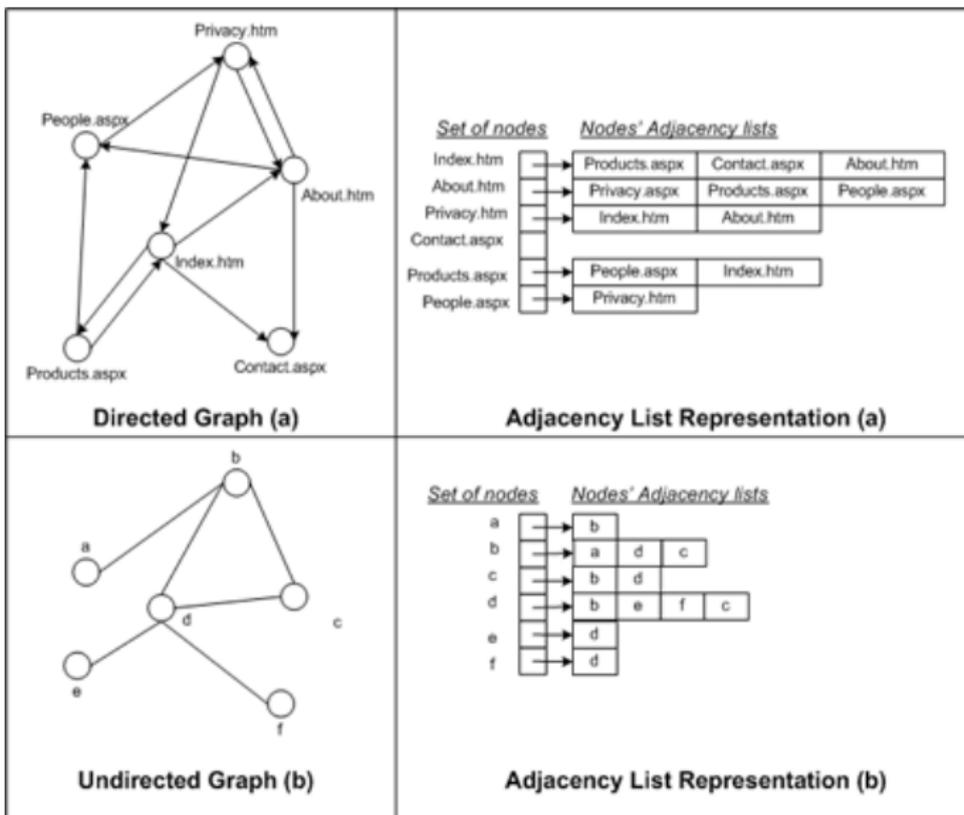 Privacy.htm
People.aspx
About.htm
Index.htm
Products.aspx
Contact.aspx
Directed Graph (a)
Set of nodes Nodes' Adjacency lists
Index.htm Products.aspx Contact.aspx About.htm
About.htm Privacy.aspx Products.aspx People.aspx
Privacy.htm Index.htm About.htm
Contact.aspx
Products.aspx People.aspx Index.htm
People.aspx Privacy.htm
Adjacency List Representation (a)
b
a
d
c
e
f
Undirected Graph (b)
Set of nodes Nodes' Adjacency lists
a b
b a d c
c b d
d b e f c
e d
f d
Adjacency List Representation (b)